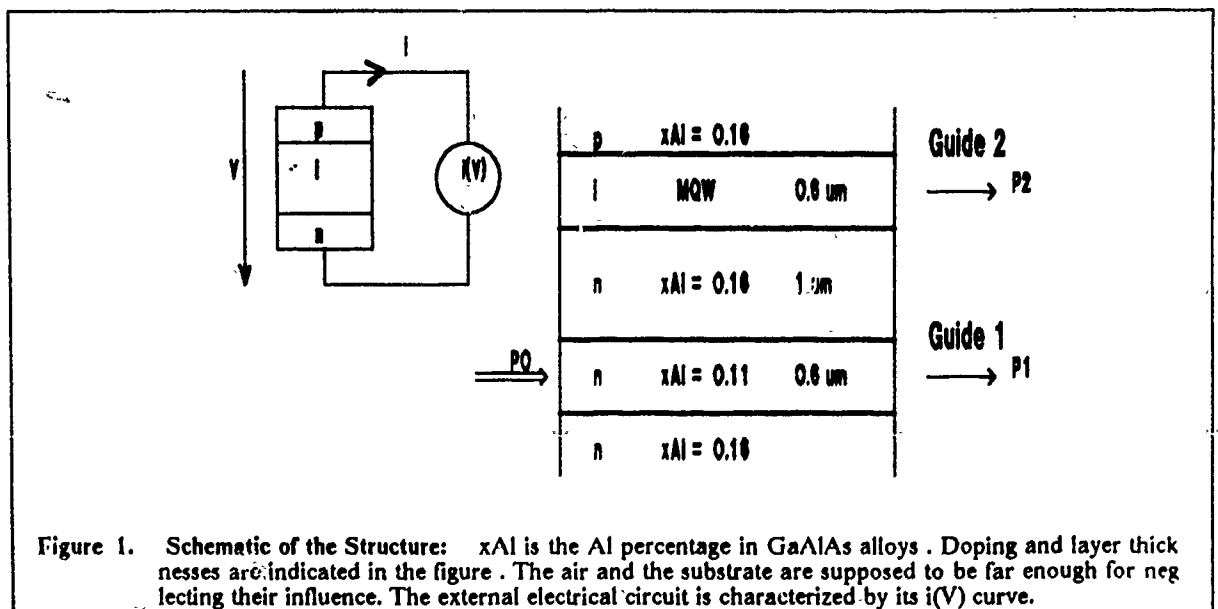 i
p
V
i
i(V)
n
p xAl = 0.16
Guide 2
i MQW 0.6 um
P2
n xAl = 0.16 1 um
Guide 1
P0
n xAl = 0.11 0.6 um
P1
n xAl = 0.16
Figure 1. Schematic of the Structure: xAl is the Al percentage in GaAlAs alloys . Doping and layer thick
nesses are indicated in the figure . The air and the substrate are supposed to be far enough for neg
lecting their influence. The external electrical circuit is characterized by its i(V) curve.